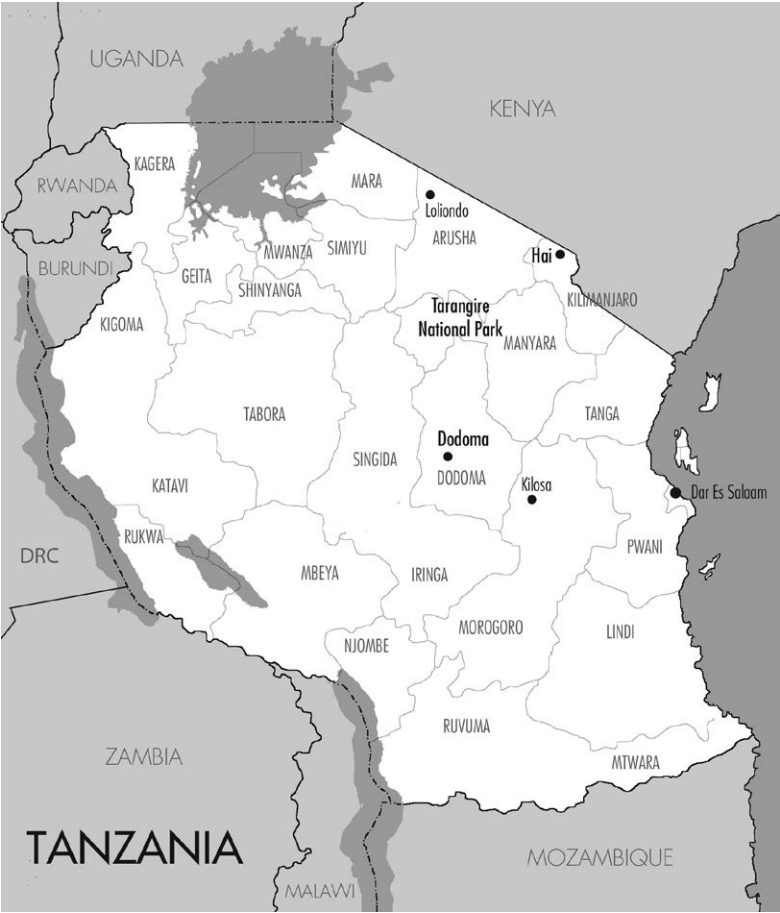 UGANDA
KENYA
KAGERA
RWANDA
MARA
Loliondo
ARUSHA
BURUNDI
MWANZA
SIMIYU
Hai
GEITA
SHINYANGA
KILIMANJARO
KIGOMA
Tarangire
National Park
MANYARA
TABORA
TANGA
Dodoma
SINGIDA
DODOMA
KATAVI
Kilosa
Dar Es Salaam
RUKWA
PWANI
DRC
MBEYA
IRINGA
MOROGORO
LINDI
NJOMBE
RUVUMA
ZAMBIA
MTWARA
TANZANIA
MOZAMBIQUE
MALAWI